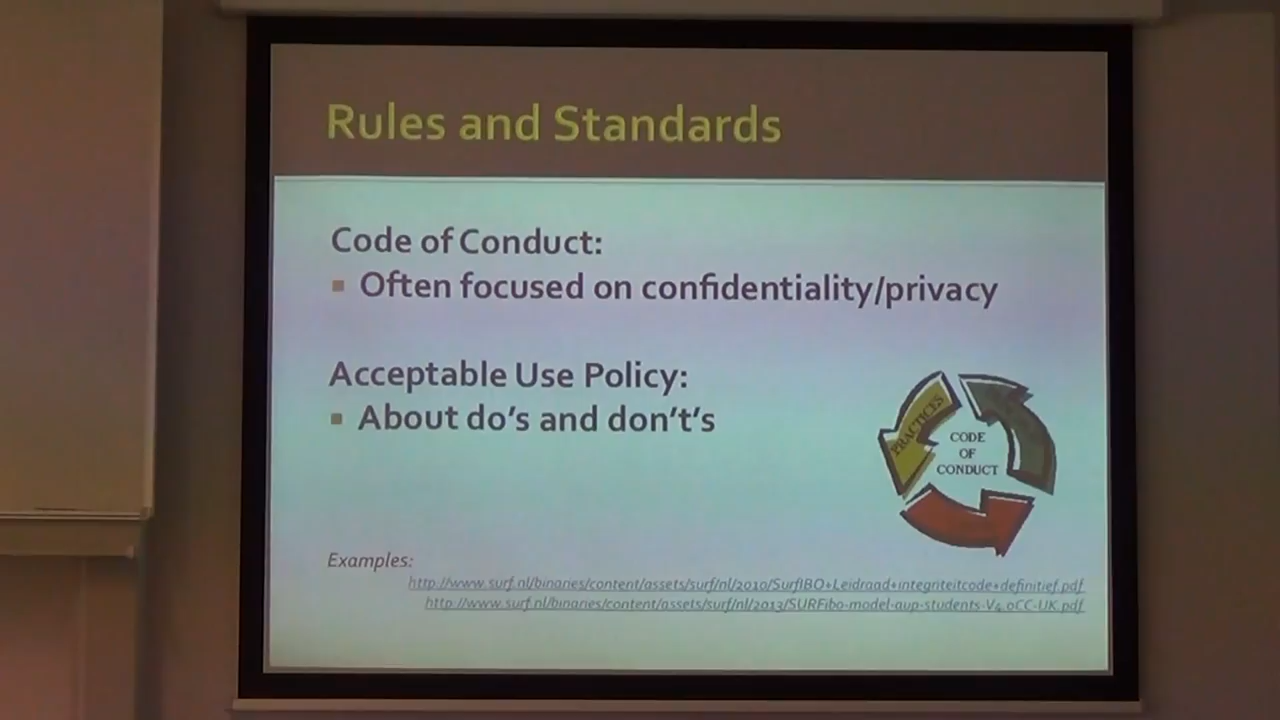 Rules and Standards
Code of Conduct:
Often focused on confidentiality/privacy
Acceptable Use Policy:
About do's and don't's
PRACTICES
CODE
OF
CONDUCT
Examples:
http://www.surf.nl/binaries/content/assets/surf/nl/2010/SurfIBO+Leidraad+integriteitcode+definitief.pdf
http://www.surf.nl/binaries/content/assets/surf/nl/2013/SURFibo-model-aup-students-V4.0CC-UK.pdf